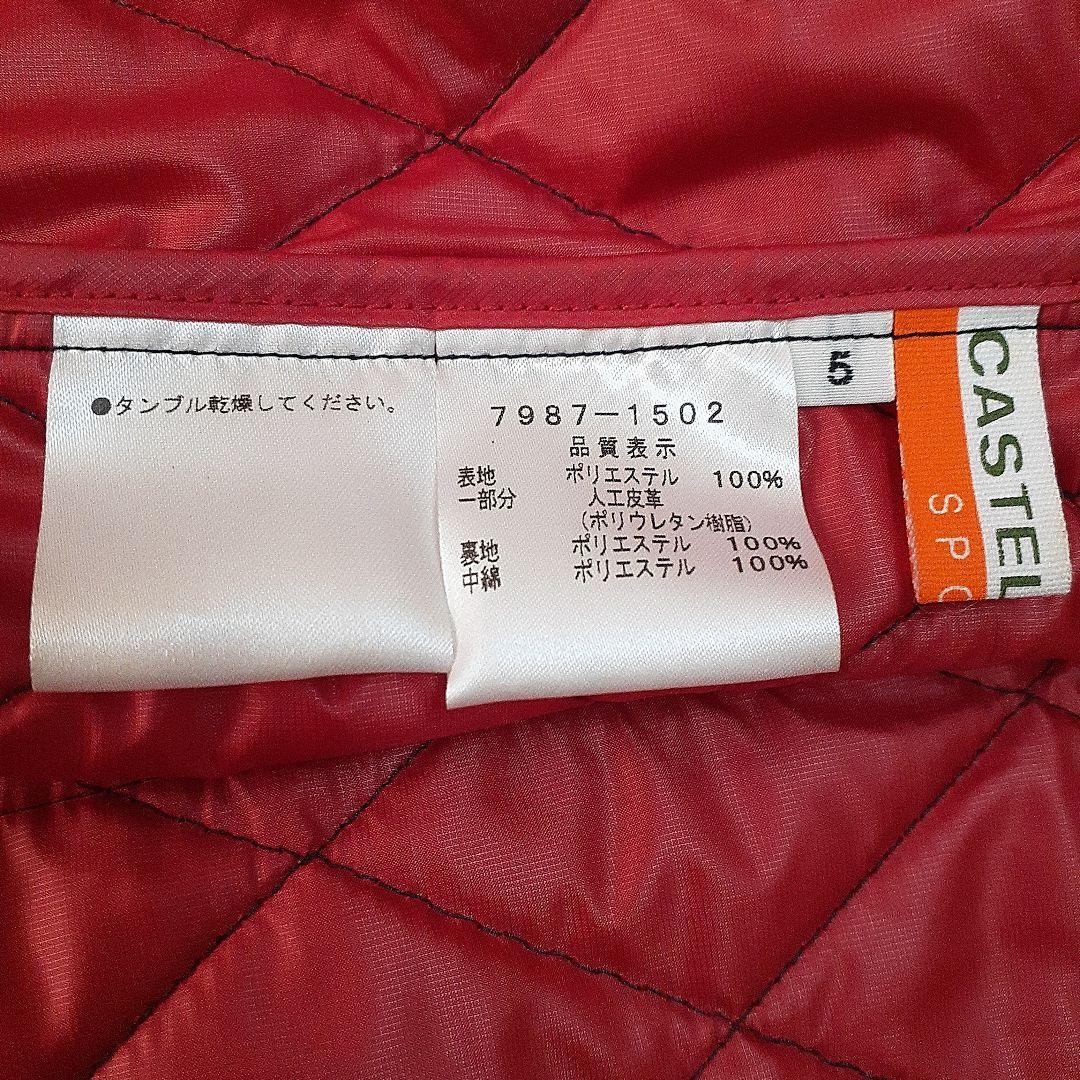 ●タンブル乾燥してください。
7987-1502
品質表示
表地 ポリエステル 100%
一部分 人工皮革
(ポリウレタン樹脂)
裏地 ポリエステル 100%
中綿 ポリエステル 100%
5
CASTEL
SPO